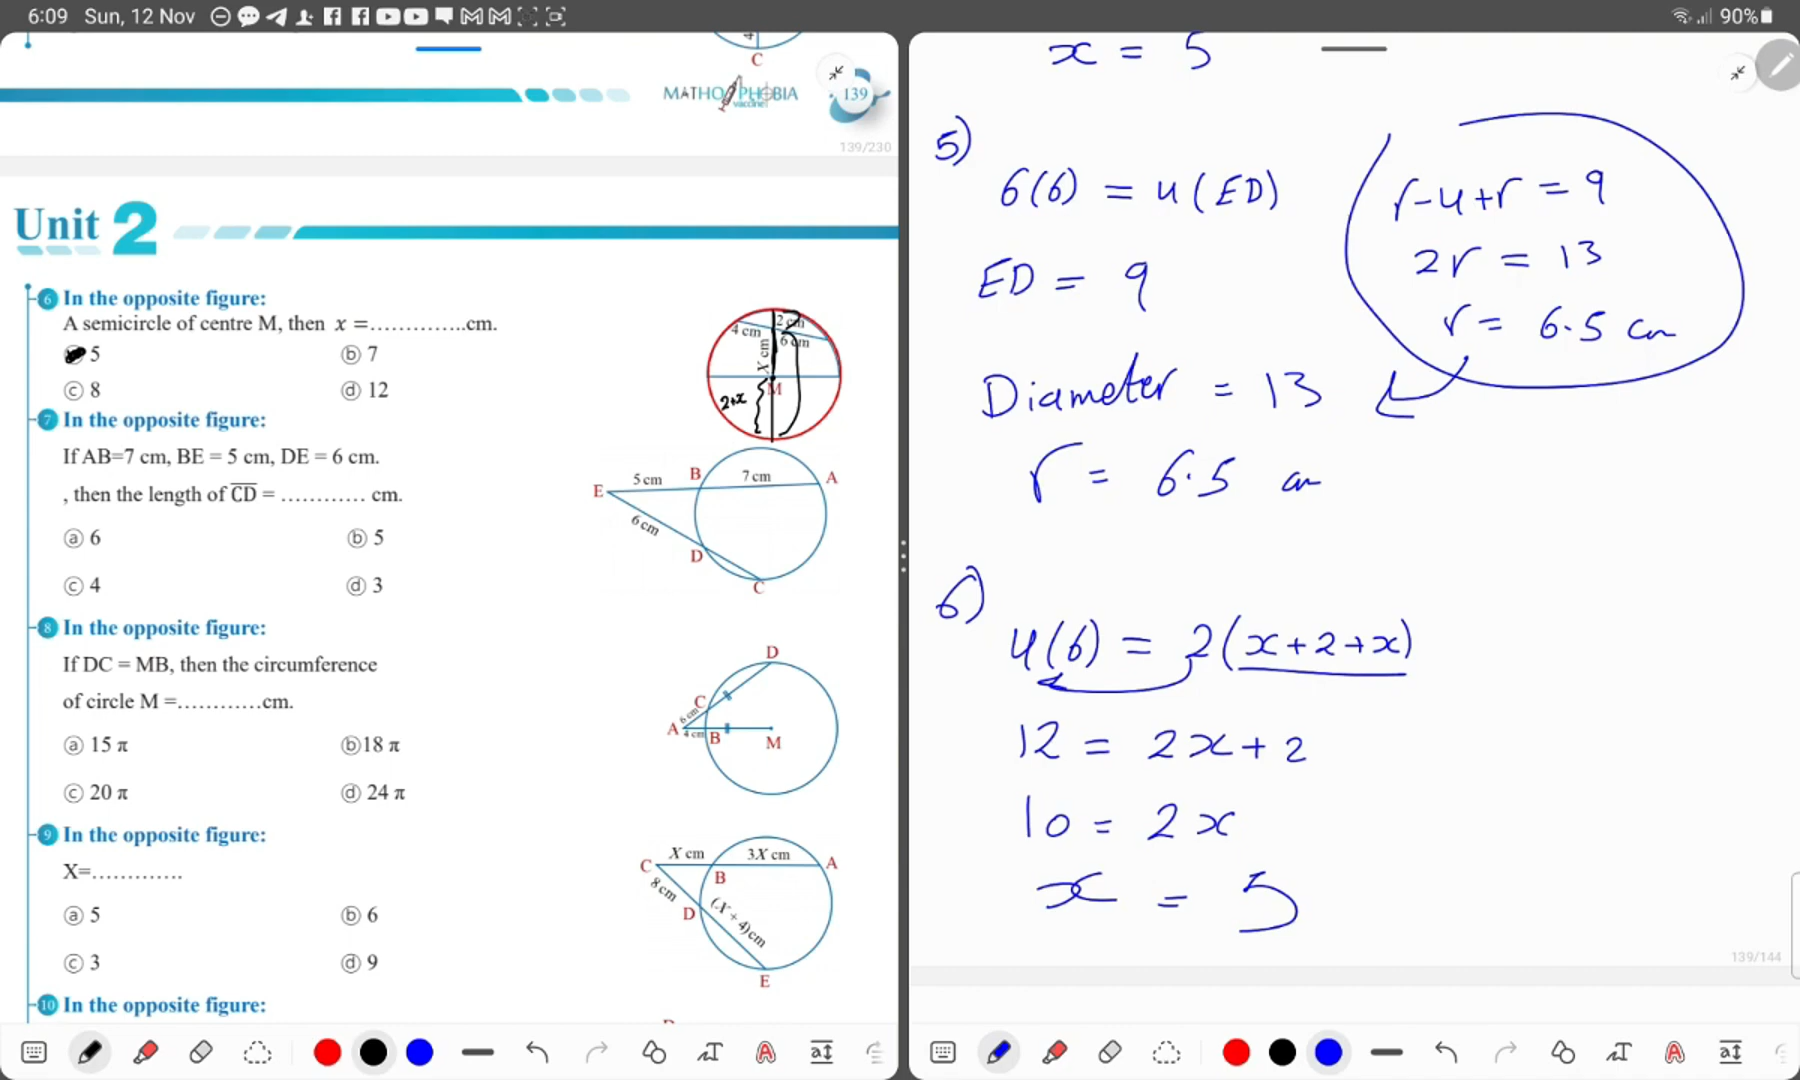 6:09 Sun, 12 Nov
90%
C
MATHOPHOBIA
vaccine
139
139/230
Unit 2
6 In the opposite figure:
A semicircle of centre M, then x =..............cm.
5
ⓑ 7
ⓒ 8
ⓓ 12
4 cm
2 cm
6 cm
X cm
M
2+x
7 In the opposite figure:
If AB=7 cm, BE = 5 cm, DE = 6 cm.
, then the length of CD = ............ cm.
ⓐ 6
ⓑ 5
ⓒ 4
ⓓ 3
E
5 cm
B
7 cm
A
6 cm
D
C
8 In the opposite figure:
If DC = MB, then the circumference
of circle M =............cm.
ⓐ 15 π
ⓑ18 π
ⓒ 20 π
ⓓ 24 π
D
C
6 cm
A
4 cm
B
M
9 In the opposite figure:
X=.............
ⓐ 5
ⓑ 6
ⓒ 3
ⓓ 9
C
X cm
3X cm
A
B
8 cm
D
(X + 4)cm
E
10 In the opposite figure:
x = 5
5)
6(6) = 4(ED)
ED = 9
r-4+r = 9
2r = 13
r = 6.5 cm
Diameter = 13
r = 6.5 cm
6)
4(6) = 2(x+2+x)
12 = 2x+2
10 = 2x
x = 5
139/144